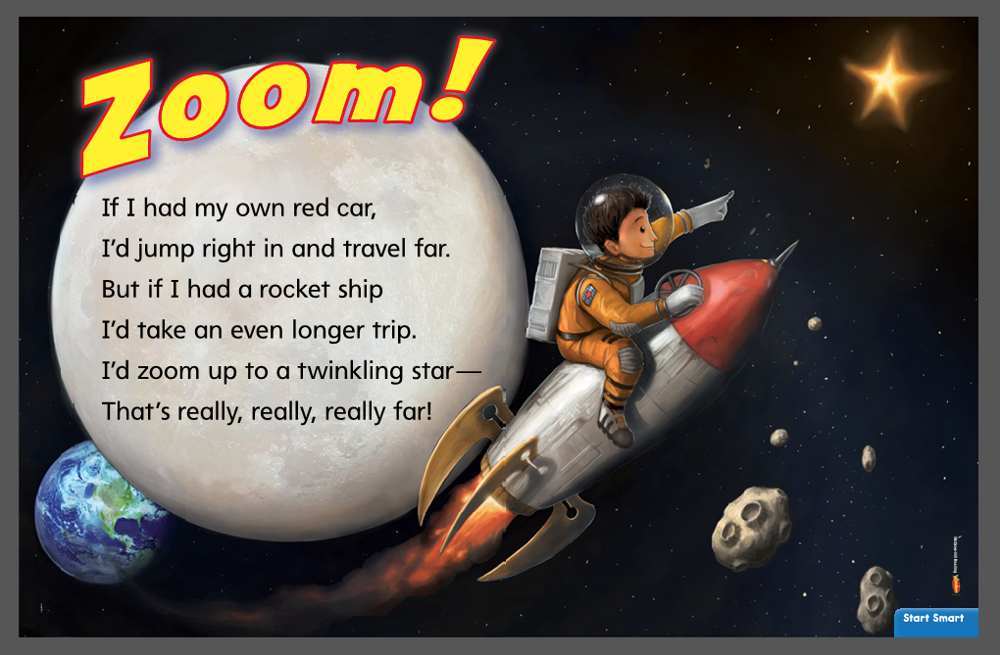 Zoom!
If I had my own red car,
I'd jump right in and travel far.
But if I had a rocket ship
I'd take an even longer trip.
I'd zoom up to a twinkling star—
That's really, really, really far!
Start Smart